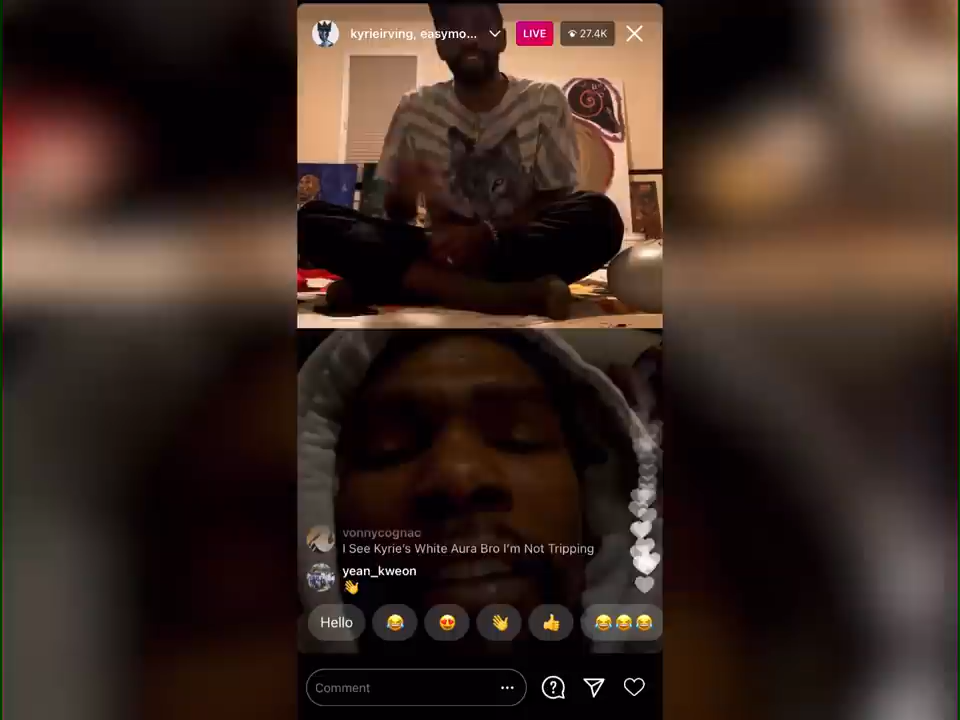 kyrieirving, easymo...
LIVE
27.4K
vonnycognac
I See Kyrie's White Aura Bro I'm Not Tripping
yean_kweon
👋
Hello
😂
😍
👋
👍
😂😂😂
Comment